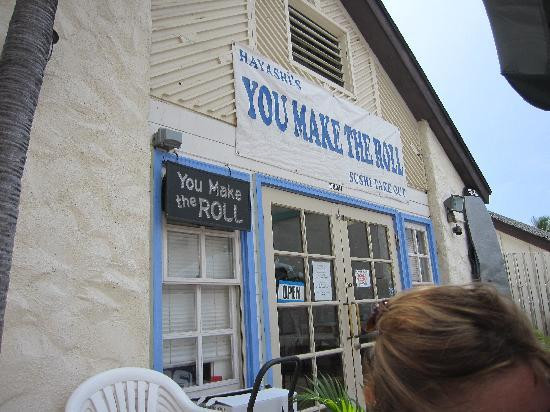 HAYASHI'S
YOU MAKE THE ROLL
SUSHI TAKE OUT
You Make
the ROLL
OPEN